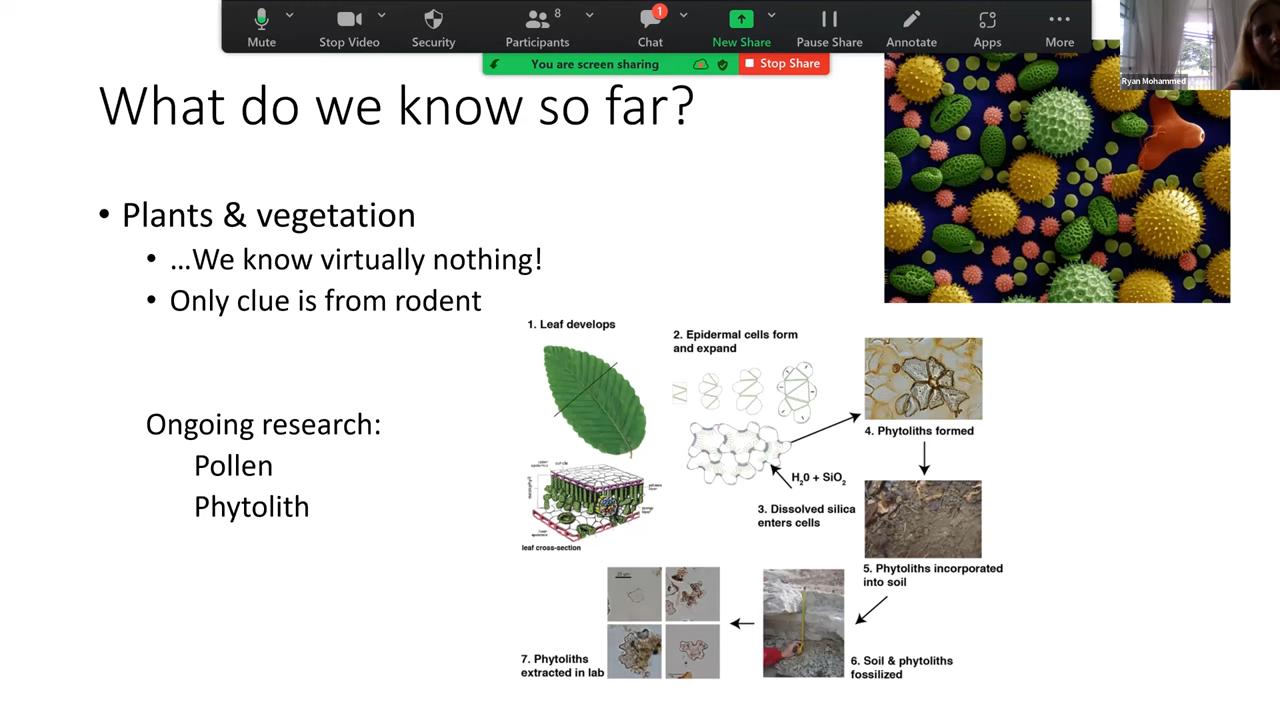 Mute
Stop Video
Security
8
Participants
1
Chat
New Share
Pause Share
Annotate
Apps
More
You are screen sharing
Stop Share
Ryan Mohammed
What do we know so far?
• Plants & vegetation
• ...We know virtually nothing!
• Only clue is from rodent
Ongoing research:
Pollen
Phytolith
1. Leaf develops
leaf cross-section
2. Epidermal cells form
and expand
H₂0 + SiO₂
3. Dissolved silica
enters cells
4. Phytoliths formed
5. Phytoliths incorporated
into soil
6. Soil & phytoliths
fossilized
7. Phytoliths
extracted in lab